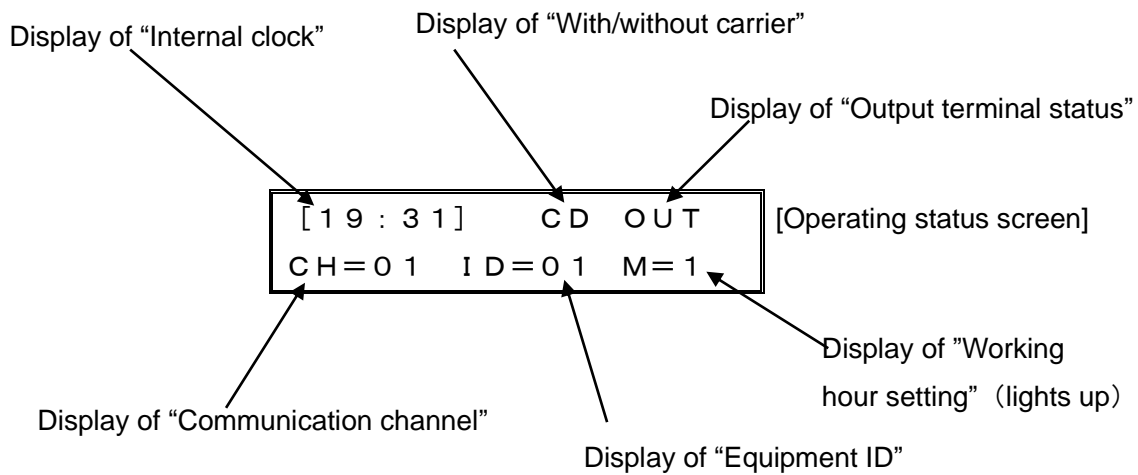 Display of “Internal clock”
Display of “With/without carrier”
Display of “Output terminal status”
[19:31] CD OUT
[Operating status screen]
CH=01 ID=01 M=1
Display of ”Working
hour setting”（lights up）
Display of “Communication channel”
Display of “Equipment ID”